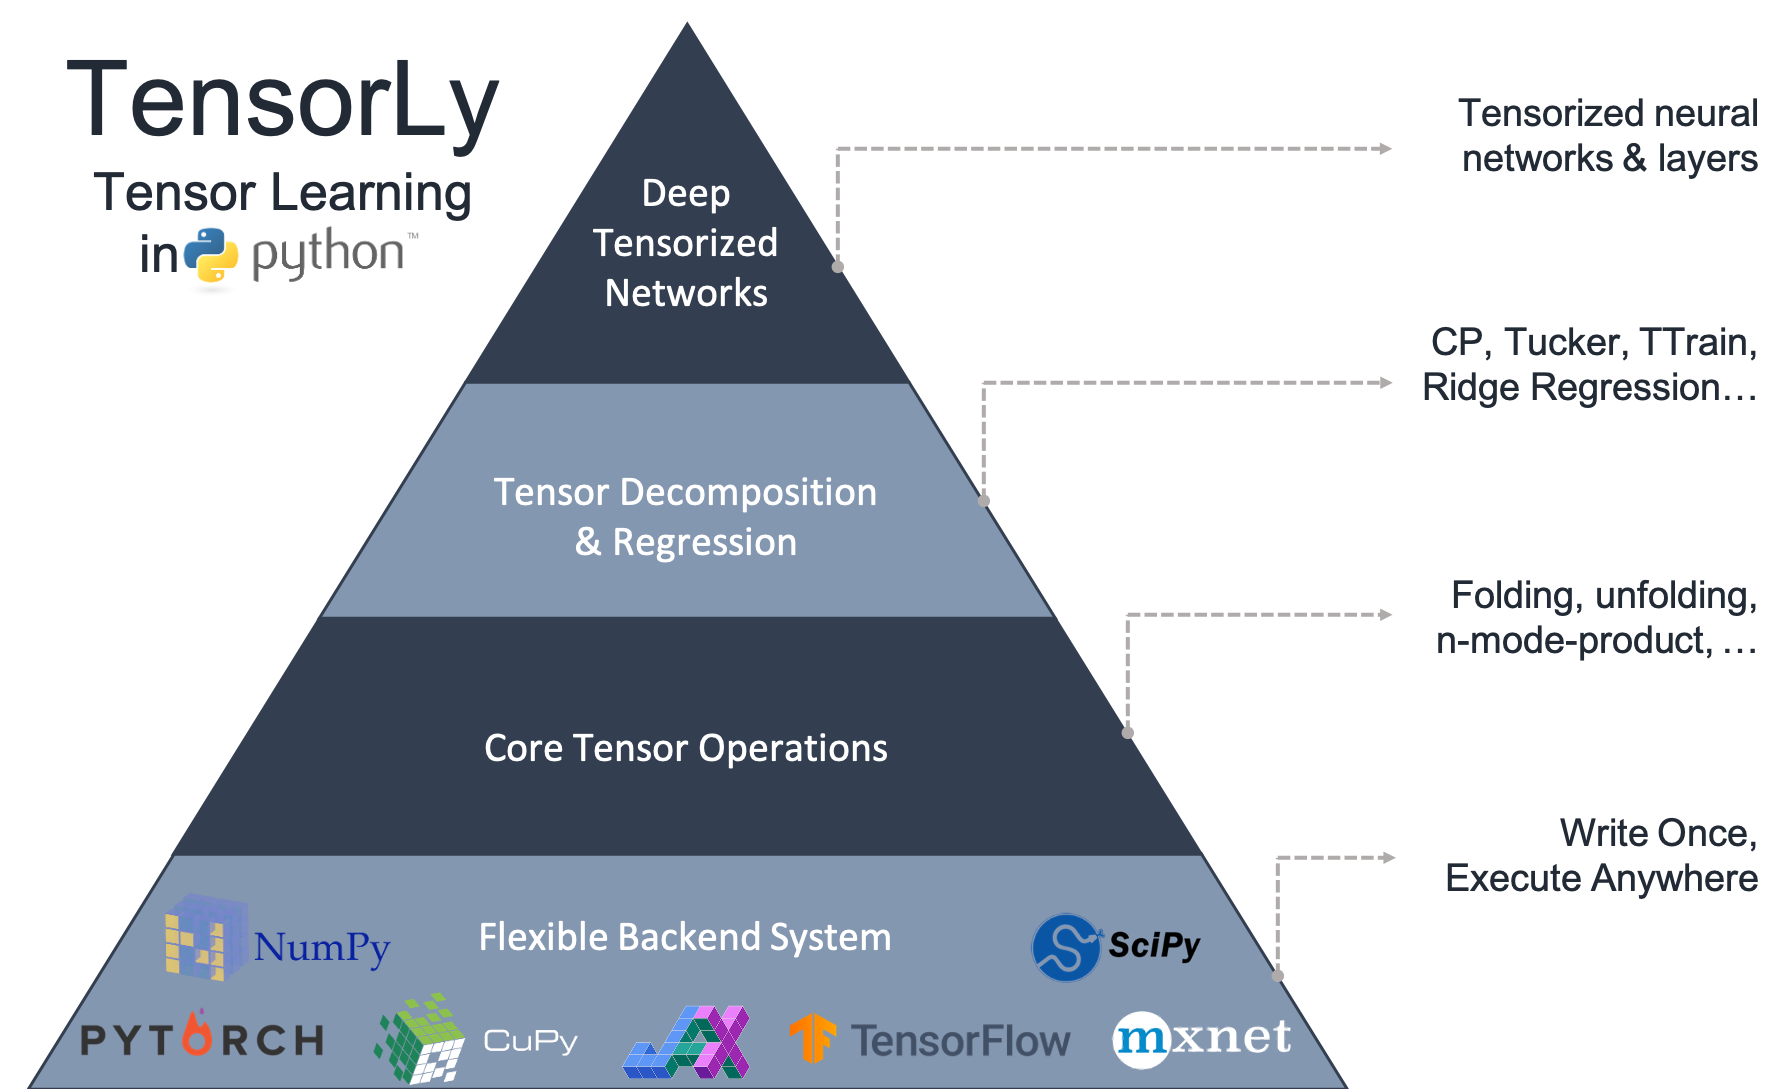 TensorLy
Tensor Learning
in python™
Deep
Tensorized
Networks
Tensorized neural
networks & layers
Tensor Decomposition
& Regression
CP, Tucker, TTrain,
Ridge Regression…
Core Tensor Operations
Folding, unfolding,
n-mode-product, …
Flexible Backend System
Write Once,
Execute Anywhere
NumPy
SciPy
PYTORCH
CuPy
JAX
TensorFlow
mxnet